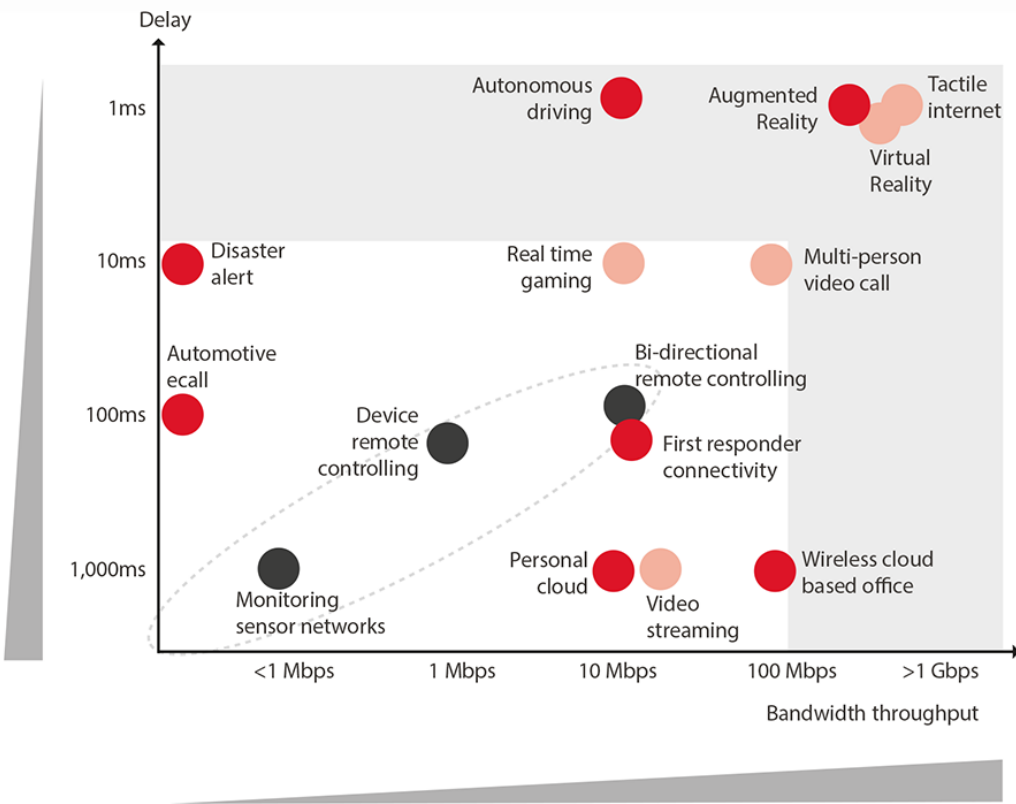 Delay
1ms
10ms
100ms
1,000ms
Autonomous
driving
Augmented
Reality
Tactile
internet
Virtual
Reality
Disaster
alert
Real time
gaming
Multi-person
video call
Automotive
ecall
Bi-directional
remote controlling
Device
remote
controlling
First responder
connectivity
Personal
cloud
Wireless cloud
based office
Monitoring
sensor networks
Video
streaming
<1 Mbps
1 Mbps
10 Mbps
100 Mbps
>1 Gbps
Bandwidth throughput